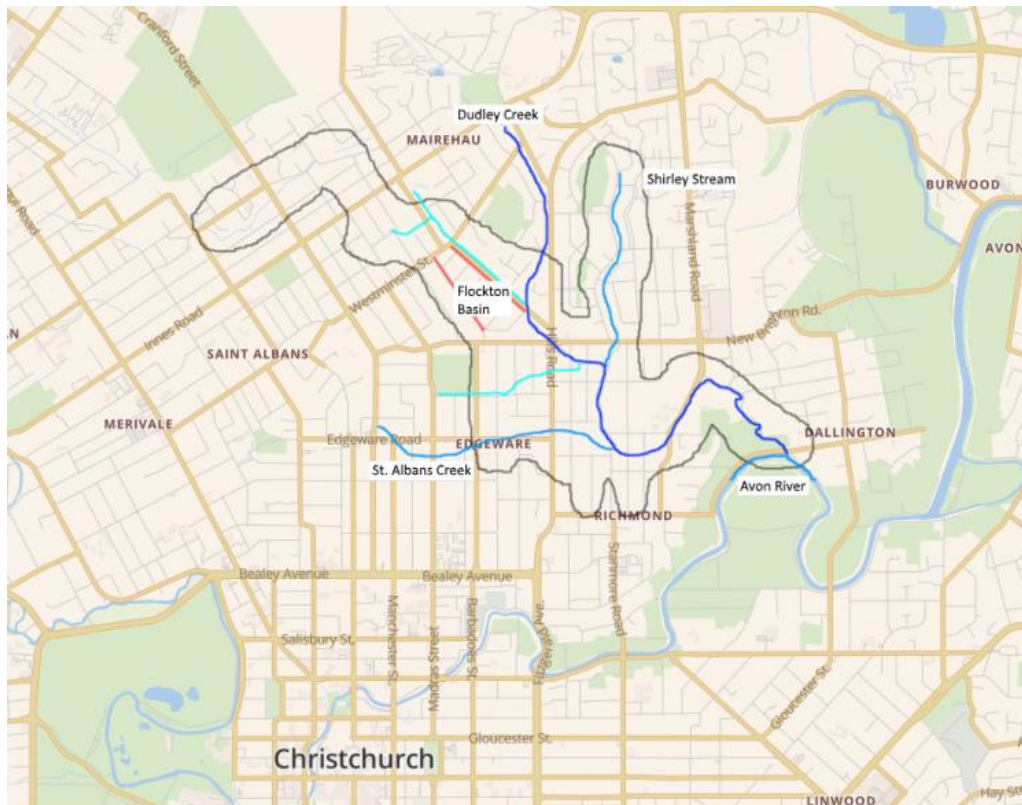 Cranford Street
Dudley Creek
MAIREHAU
Shirley Stream
BURWOOD
Marshland Road
AVON
Westminster St.
Flockton
Basin
Innes Road
New Brighton Rd.
Hills Road
SAINT ALBANS
MERIVALE
Edgeware Road
EDGEWARE
DALLINGTON
St. Albans Creek
Avon River
RICHMOND
Bealey Avenue
Bealey Avenue
Stanmore Road
Manchester St.
Madras Street
Barbadoes St.
Fitzgerald Ave.
Salisbury St.
Gloucester St.
Gloucester St.
Christchurch
LINWOOD